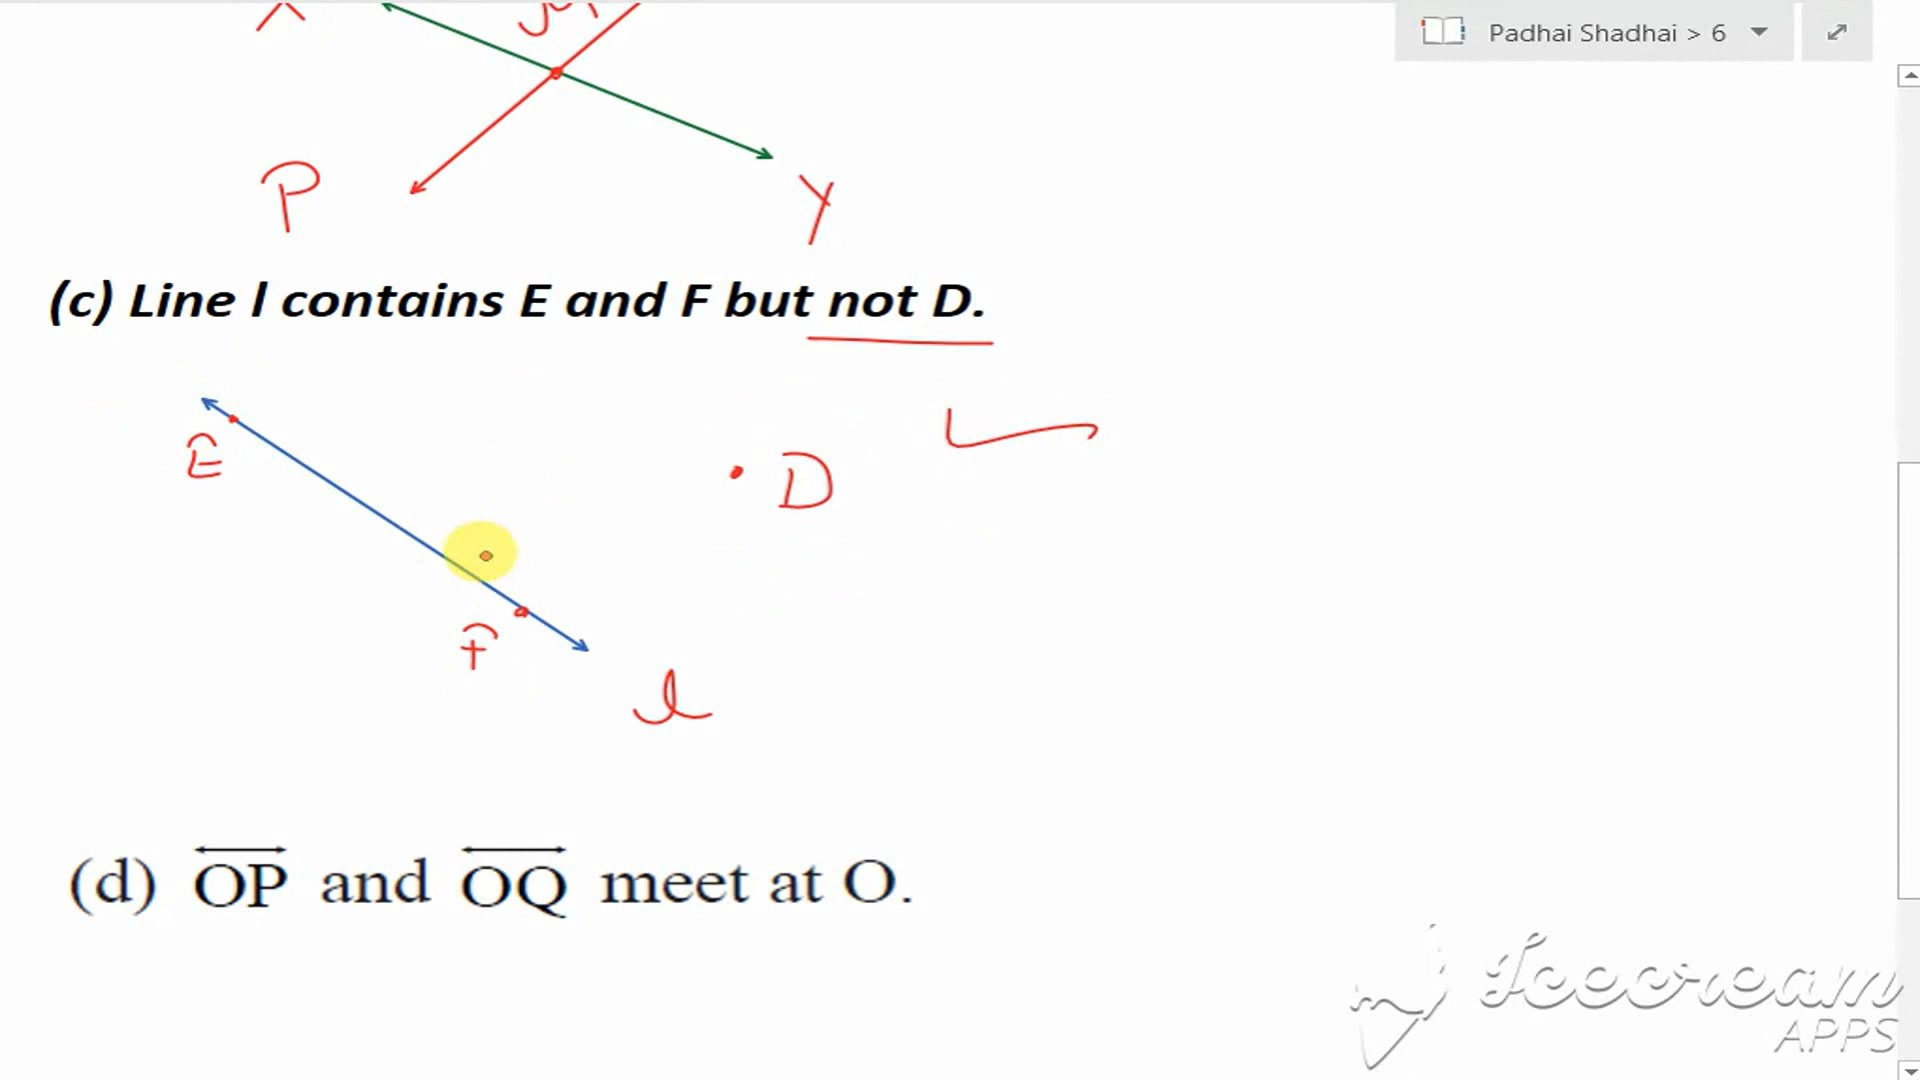 Padhai Shadhai > 6
P
Y
(c) Line l contains E and F but not D.
E
D
F
l
(d) OP and OQ meet at O.
Icecream
APPS